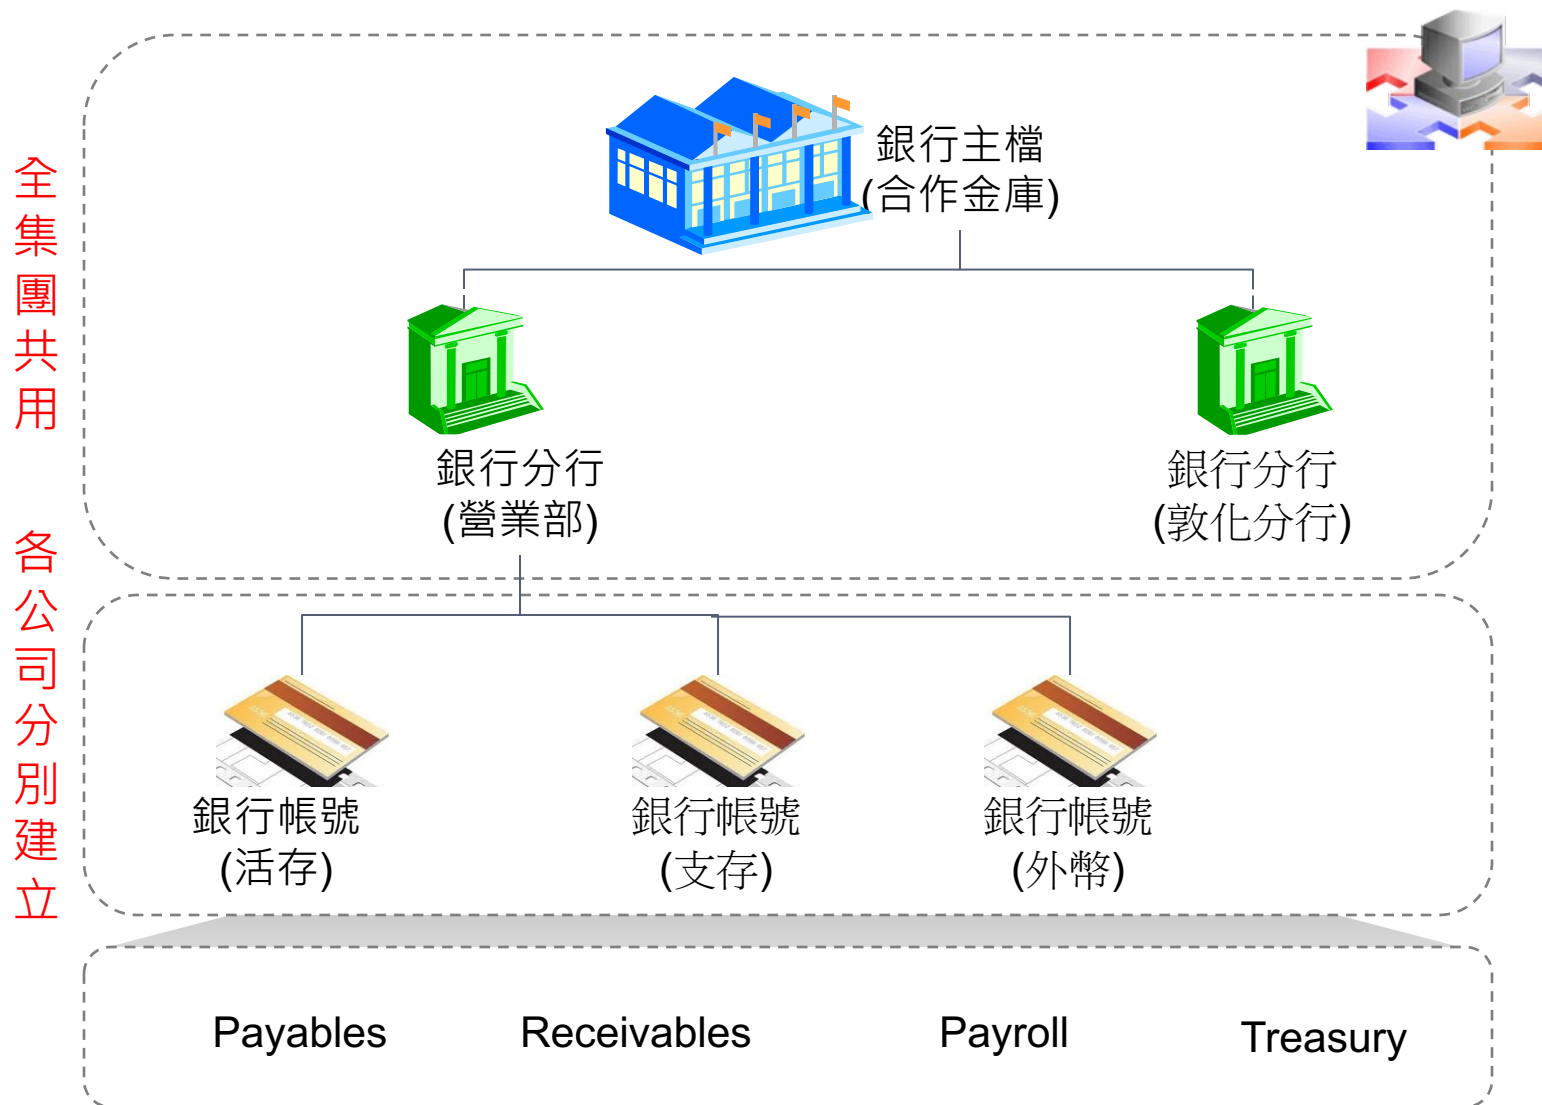 全集團共用
銀行主檔
(合作金庫)
銀行分行
(營業部)
銀行分行
(敦化分行)
各公司分別建立
銀行帳號
(活存)
銀行帳號
(支存)
銀行帳號
(外幣)
Payables
Receivables
Payroll
Treasury